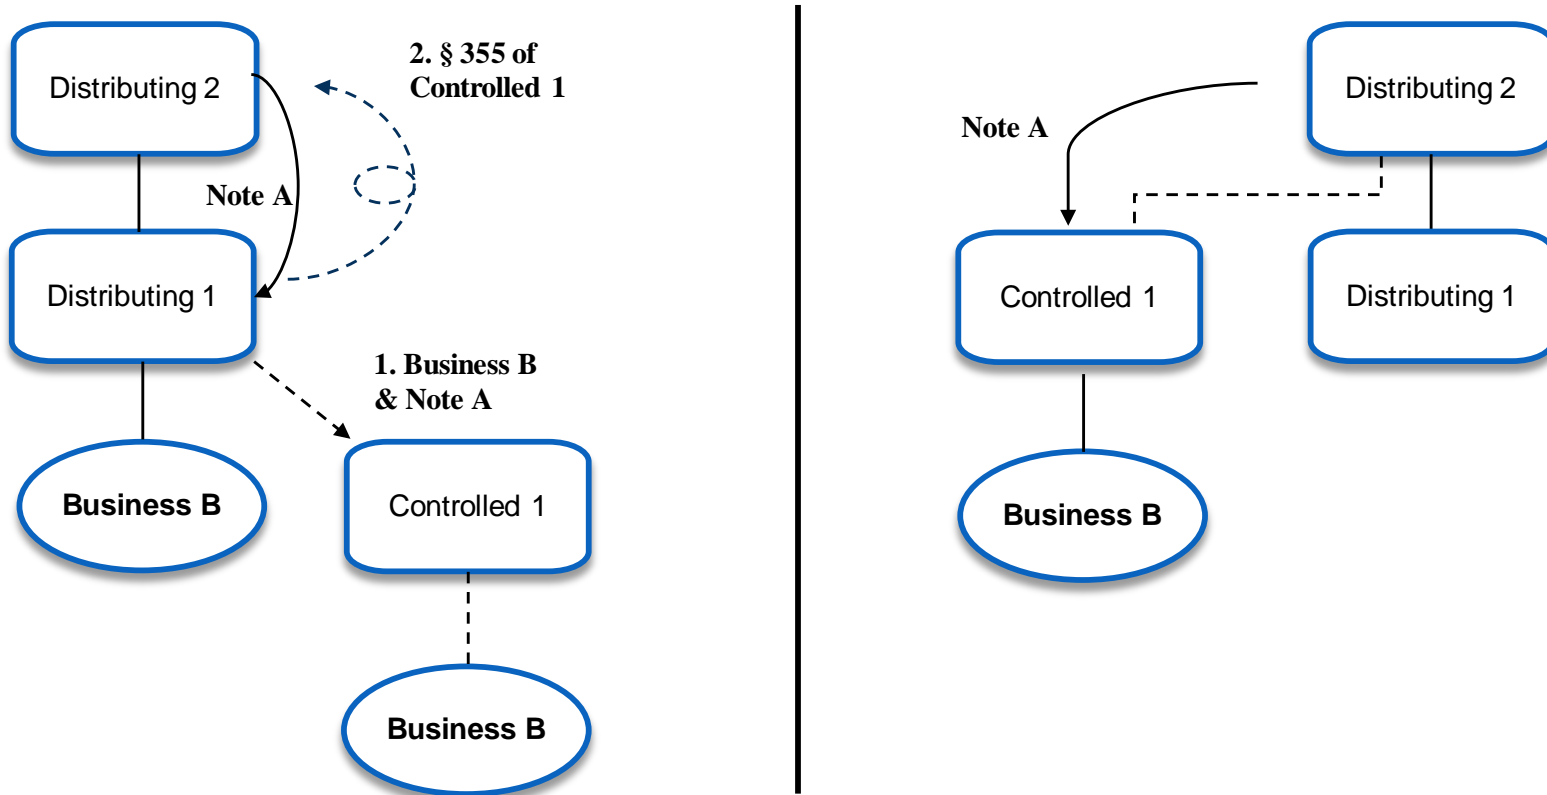 Distributing 2
2. § 355 of
Controlled 1
Note A
Distributing 1
1. Business B
& Note A
Business B
Controlled 1
Business B
Distributing 2
Note A
Controlled 1
Distributing 1
Business B